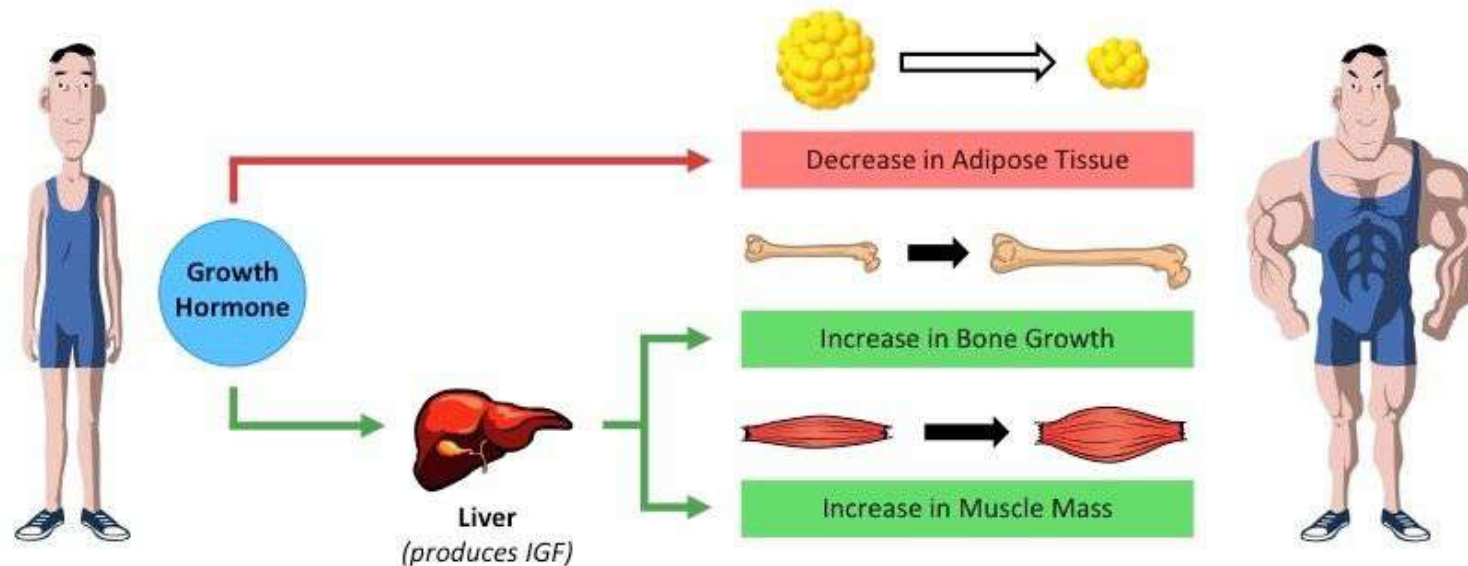 Decrease in Adipose Tissue
Growth
Hormone
Increase in Bone Growth
Liver
(produces IGF)
Increase in Muscle Mass